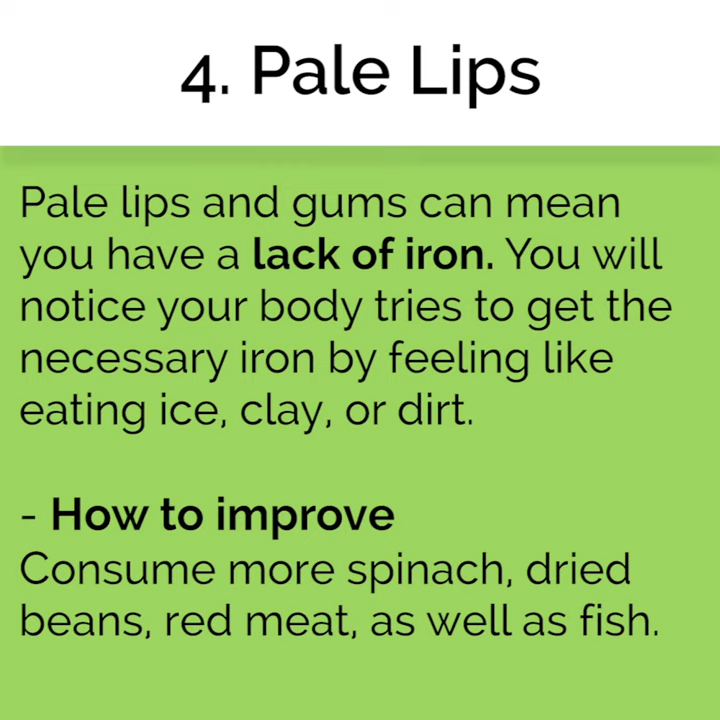 4. Pale Lips
Pale lips and gums can mean
you have a lack of iron. You will
notice your body tries to get the
necessary iron by feeling like
eating ice, clay, or dirt.
- How to improve
Consume more spinach, dried
beans, red meat, as well as fish.